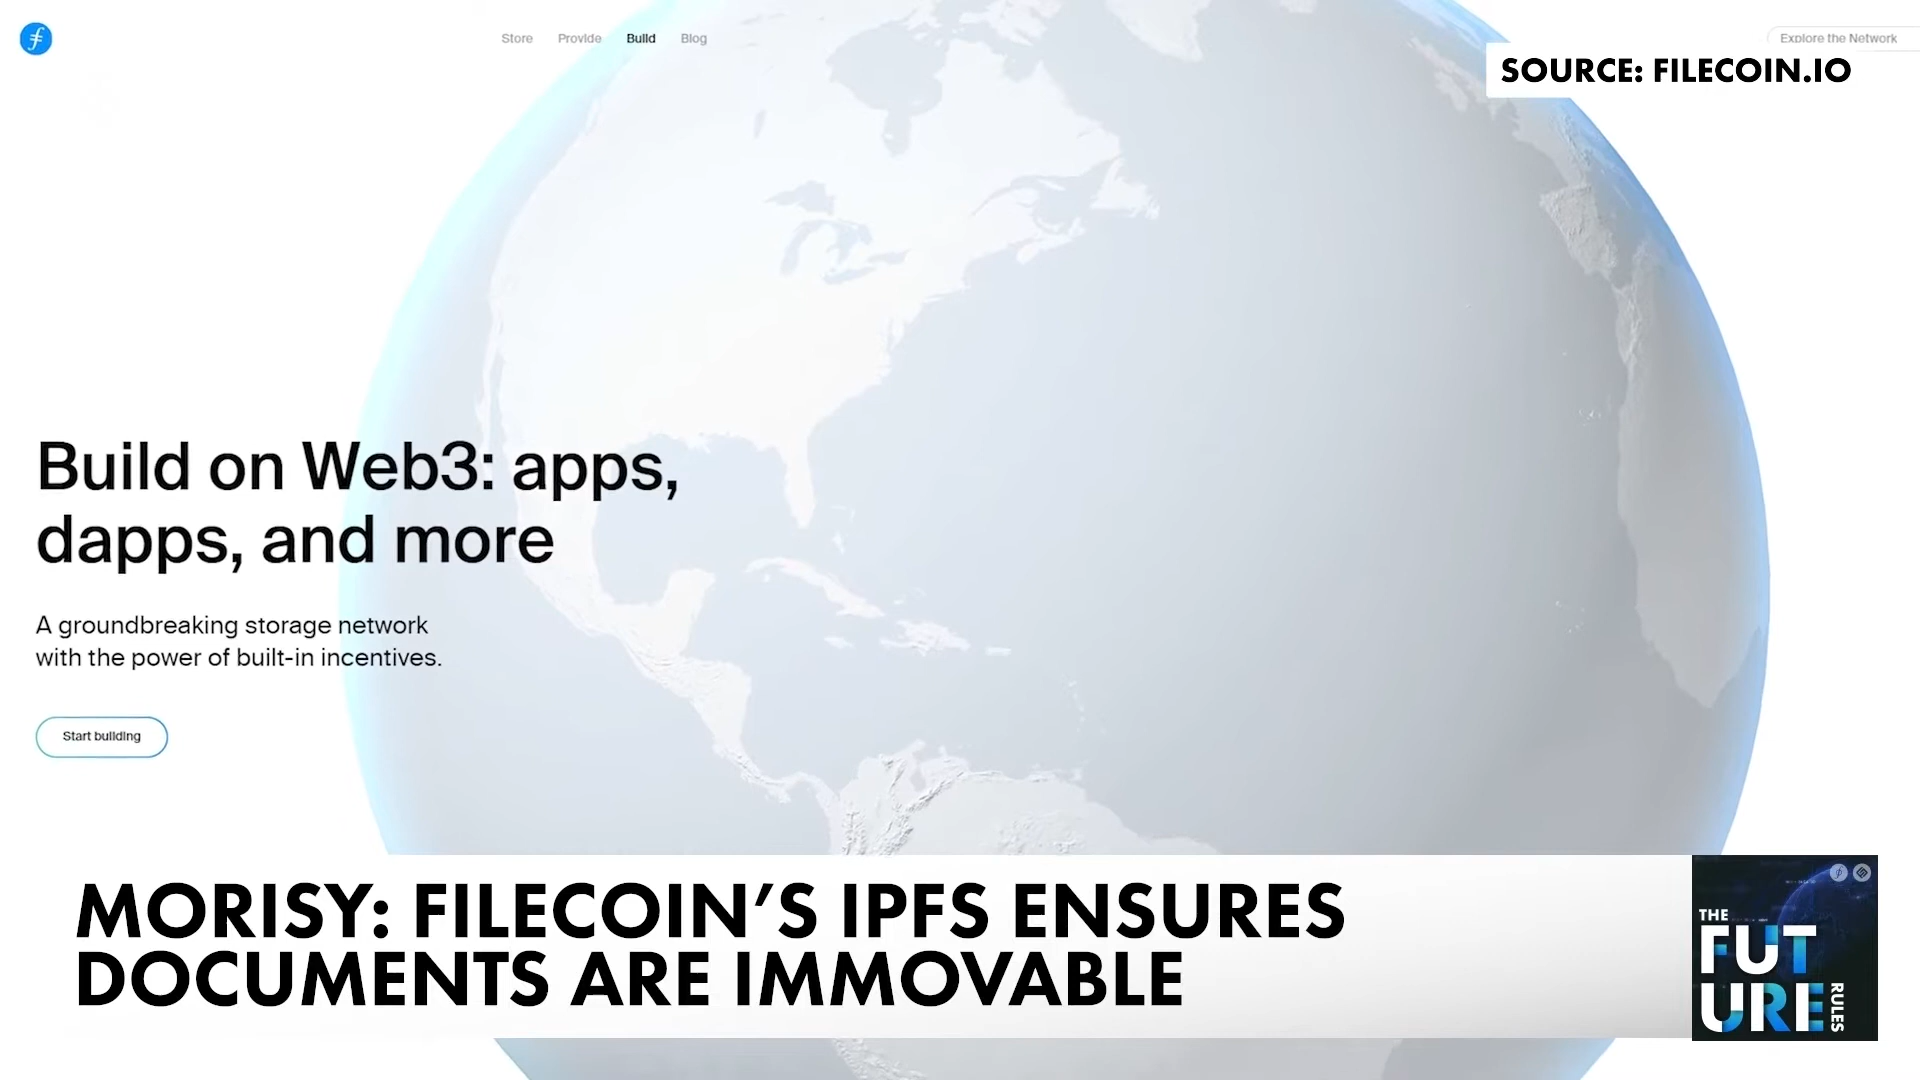 Store Provide Build Blog
Explore the Network
SOURCE: FILECOIN.IO
Build on Web3: apps,
dapps, and more
A groundbreaking storage network
with the power of built-in incentives.
Start building
MORISY: FILECOIN’S IPFS ENSURES
DOCUMENTS ARE IMMOVABLE
THE
FUT
URE
RULES